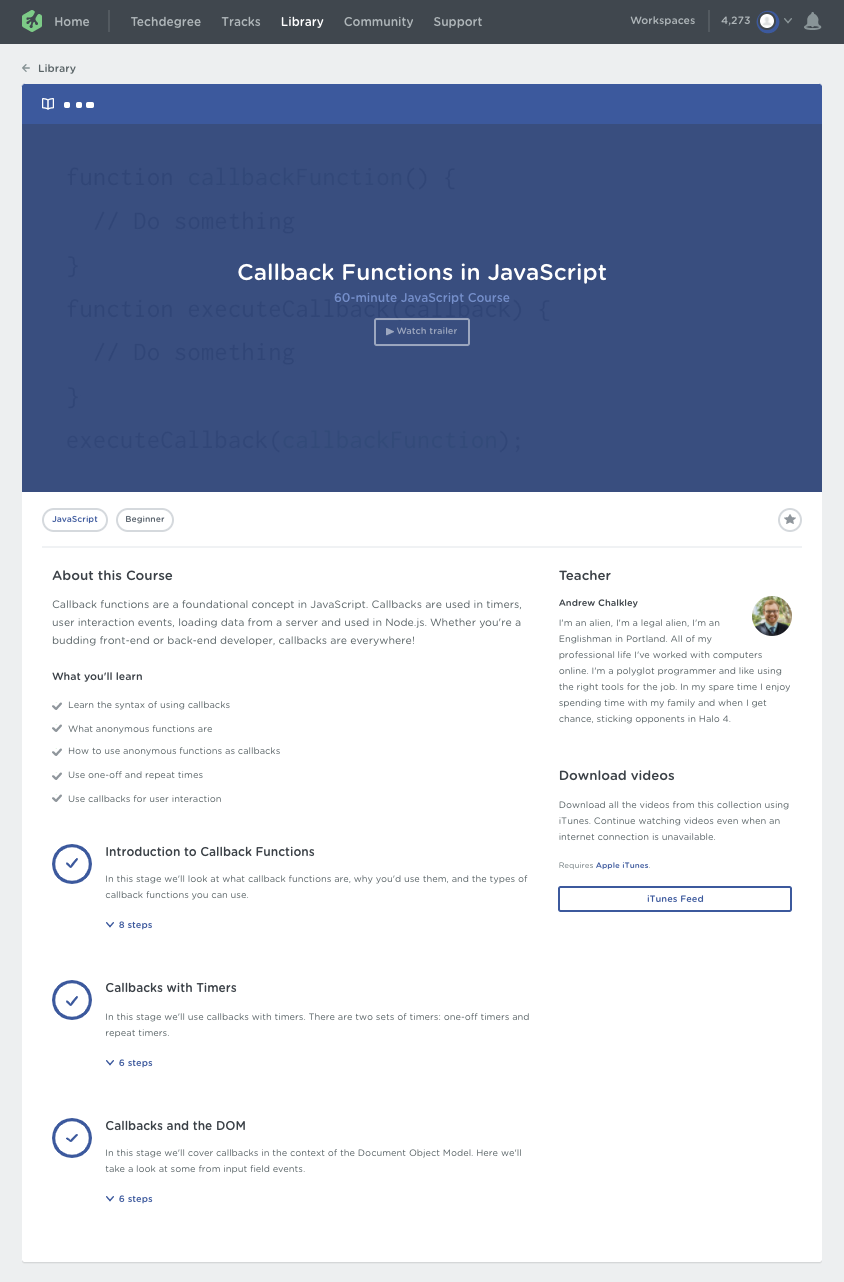 Home Techdegree Tracks Library Community Support Workspaces 4,273
Library
function callbackFunction() {
// Do something
}
Callback Functions in JavaScript
60-minute JavaScript Course
function executeCallback(callback) {
▶ Watch trailer
// Do something
}
executeCallback(callbackFunction);
JavaScript Beginner
About this Course
Callback functions are a foundational concept in JavaScript. Callbacks are used in timers,
user interaction events, loading data from a server and used in Node.js. Whether you're a
budding front-end or back-end developer, callbacks are everywhere!
What you'll learn
Learn the syntax of using callbacks
What anonymous functions are
How to use anonymous functions as callbacks
Use one-off and repeat times
Use callbacks for user interaction
Introduction to Callback Functions
In this stage we'll look at what callback functions are, why you'd use them, and the types of
callback functions you can use.
8 steps
Callbacks with Timers
In this stage we'll use callbacks with timers. There are two sets of timers: one-off timers and
repeat timers.
6 steps
Callbacks and the DOM
In this stage we'll cover callbacks in the context of the Document Object Model. Here we'll
take a look at some from input field events.
6 steps
Teacher
Andrew Chalkley
I'm an alien, I'm a legal alien, I'm an
Englishman in Portland. All of my
professional life I've worked with computers
online. I'm a polyglot programmer and like using
the right tools for the job. In my spare time I enjoy
spending time with my family and when I get
chance, sticking opponents in Halo 4.
Download videos
Download all the videos from this collection using
iTunes. Continue watching videos even when an
internet connection is unavailable.
Requires Apple iTunes.
iTunes Feed